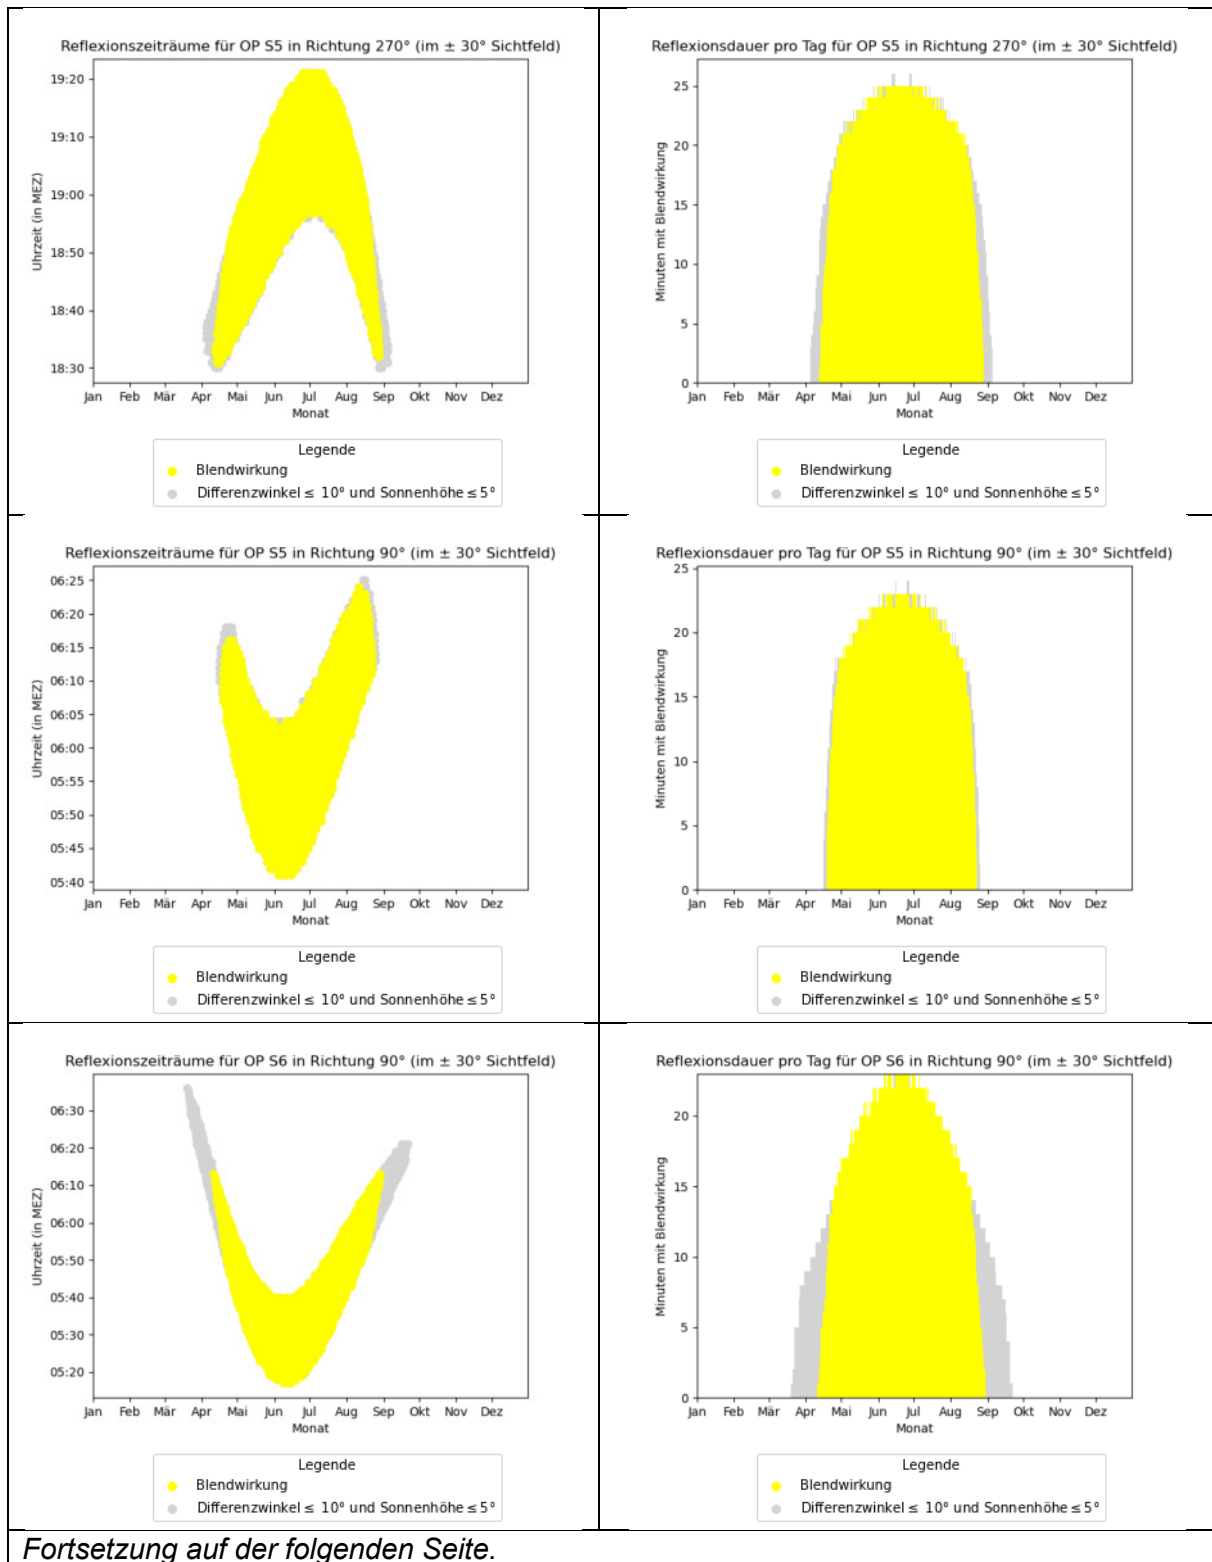 Reflexionszeiträume für OP S5 in Richtung 270° (im ± 30° Sichtfeld)
19:20
19:10
19:00
18:50
18:40
18:30
Uhrzeit (in MEZ)
Jan Feb Mär Apr Mai Jun Jul Aug Sep Okt Nov Dez
Monat
Legende
Blendwirkung
Differenzwinkel ≤ 10° und Sonnenhöhe ≤ 5°
Reflexionsdauer pro Tag für OP S5 in Richtung 270° (im ± 30° Sichtfeld)
25
20
15
10
5
0
Minuten mit Blendwirkung
Jan Feb Mär Apr Mai Jun Jul Aug Sep Okt Nov Dez
Monat
Legende
Blendwirkung
Differenzwinkel ≤ 10° und Sonnenhöhe ≤ 5°
Reflexionszeiträume für OP S5 in Richtung 90° (im ± 30° Sichtfeld)
06:25
06:20
06:15
06:10
06:05
06:00
05:55
05:50
05:45
05:40
Uhrzeit (in MEZ)
Jan Feb Mär Apr Mai Jun Jul Aug Sep Okt Nov Dez
Monat
Legende
Blendwirkung
Differenzwinkel ≤ 10° und Sonnenhöhe ≤ 5°
Reflexionsdauer pro Tag für OP S5 in Richtung 90° (im ± 30° Sichtfeld)
25
20
15
10
5
0
Minuten mit Blendwirkung
Jan Feb Mär Apr Mai Jun Jul Aug Sep Okt Nov Dez
Monat
Legende
Blendwirkung
Differenzwinkel ≤ 10° und Sonnenhöhe ≤ 5°
Reflexionszeiträume für OP S6 in Richtung 90° (im ± 30° Sichtfeld)
06:30
06:20
06:10
06:00
05:50
05:40
05:30
05:20
Uhrzeit (in MEZ)
Jan Feb Mär Apr Mai Jun Jul Aug Sep Okt Nov Dez
Monat
Legende
Blendwirkung
Differenzwinkel ≤ 10° und Sonnenhöhe ≤ 5°
Reflexionsdauer pro Tag für OP S6 in Richtung 90° (im ± 30° Sichtfeld)
20
15
10
5
0
Minuten mit Blendwirkung
Jan Feb Mär Apr Mai Jun Jul Aug Sep Okt Nov Dez
Monat
Legende
Blendwirkung
Differenzwinkel ≤ 10° und Sonnenhöhe ≤ 5°
Fortsetzung auf der folgenden Seite.